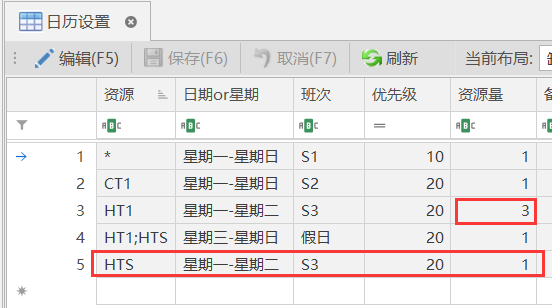 日历设置
编辑(F5) 保存(F6) 取消(F7) 刷新 当前布局:
资源 日期or星期 班次 优先级 资源量
ABC ABC ABC = ABC
1 * 星期一-星期日 S1 10 1
2 CT1 星期一-星期日 S2 20 1
3 HT1 星期一-星期二 S3 20 3
4 HT1;HTS 星期三-星期日 假日 20 1
5 HTS 星期一-星期二 S3 20 1